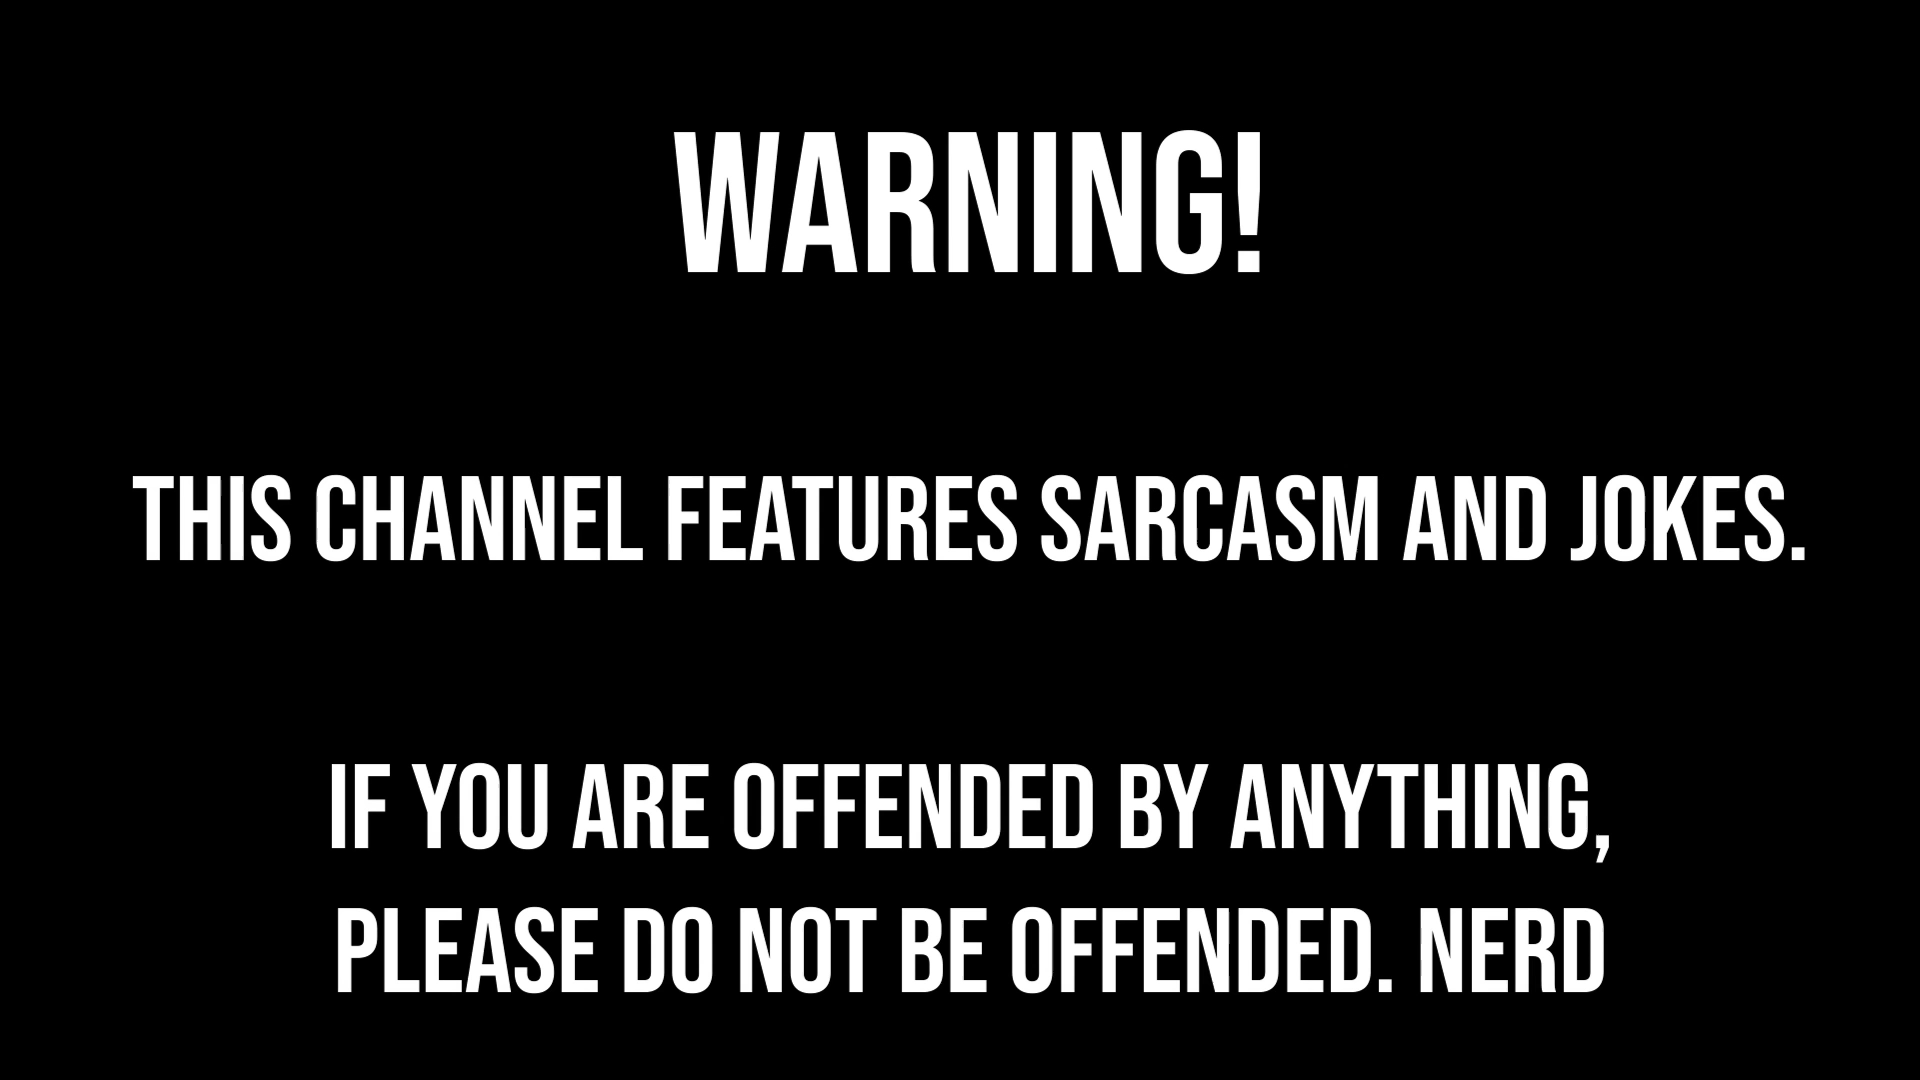 WARNING!
THIS CHANNEL FEATURES SARCASM AND JOKES.
IF YOU ARE OFFENDED BY ANYTHING,
PLEASE DO NOT BE OFFENDED. NERD